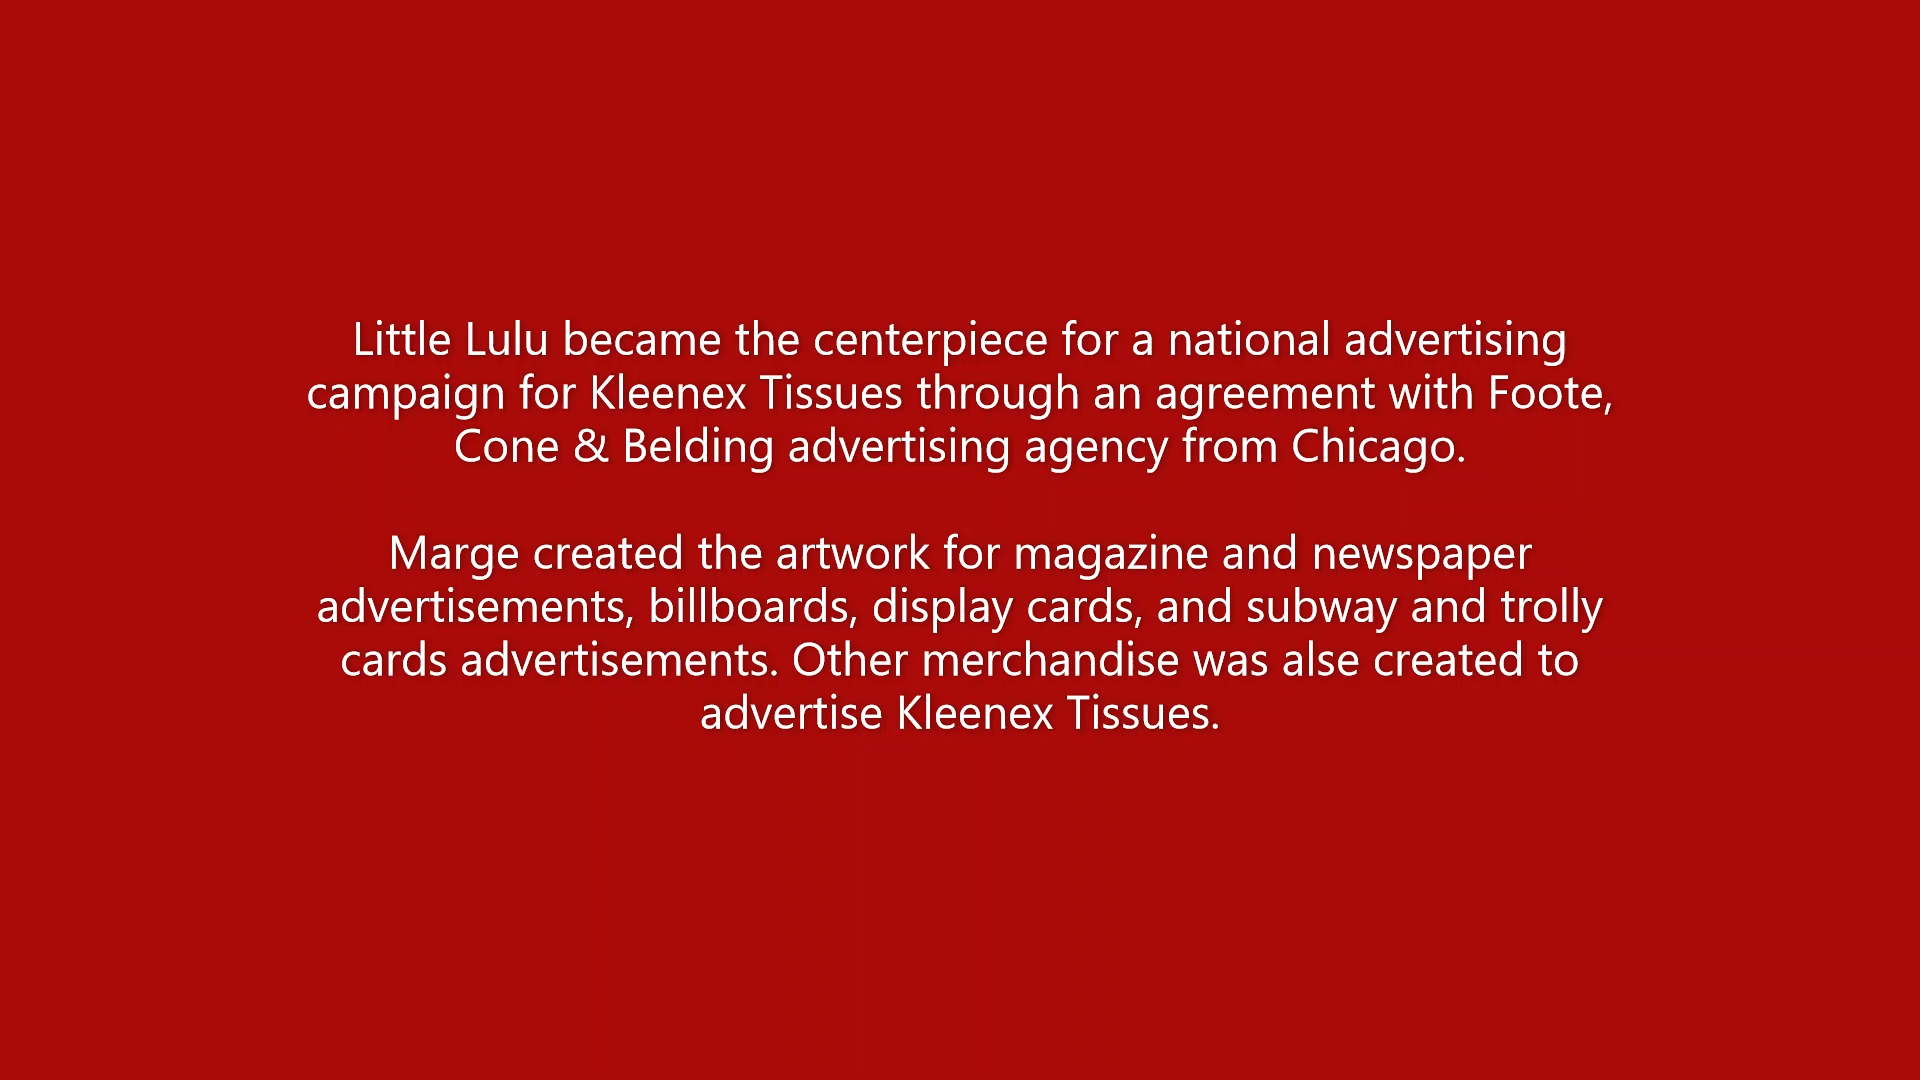 Little Lulu became the centerpiece for a national advertising
campaign for Kleenex Tissues through an agreement with Foote,
Cone & Belding advertising agency from Chicago.
Marge created the artwork for magazine and newspaper
advertisements, billboards, display cards, and subway and trolly
cards advertisements. Other merchandise was alse created to
advertise Kleenex Tissues.